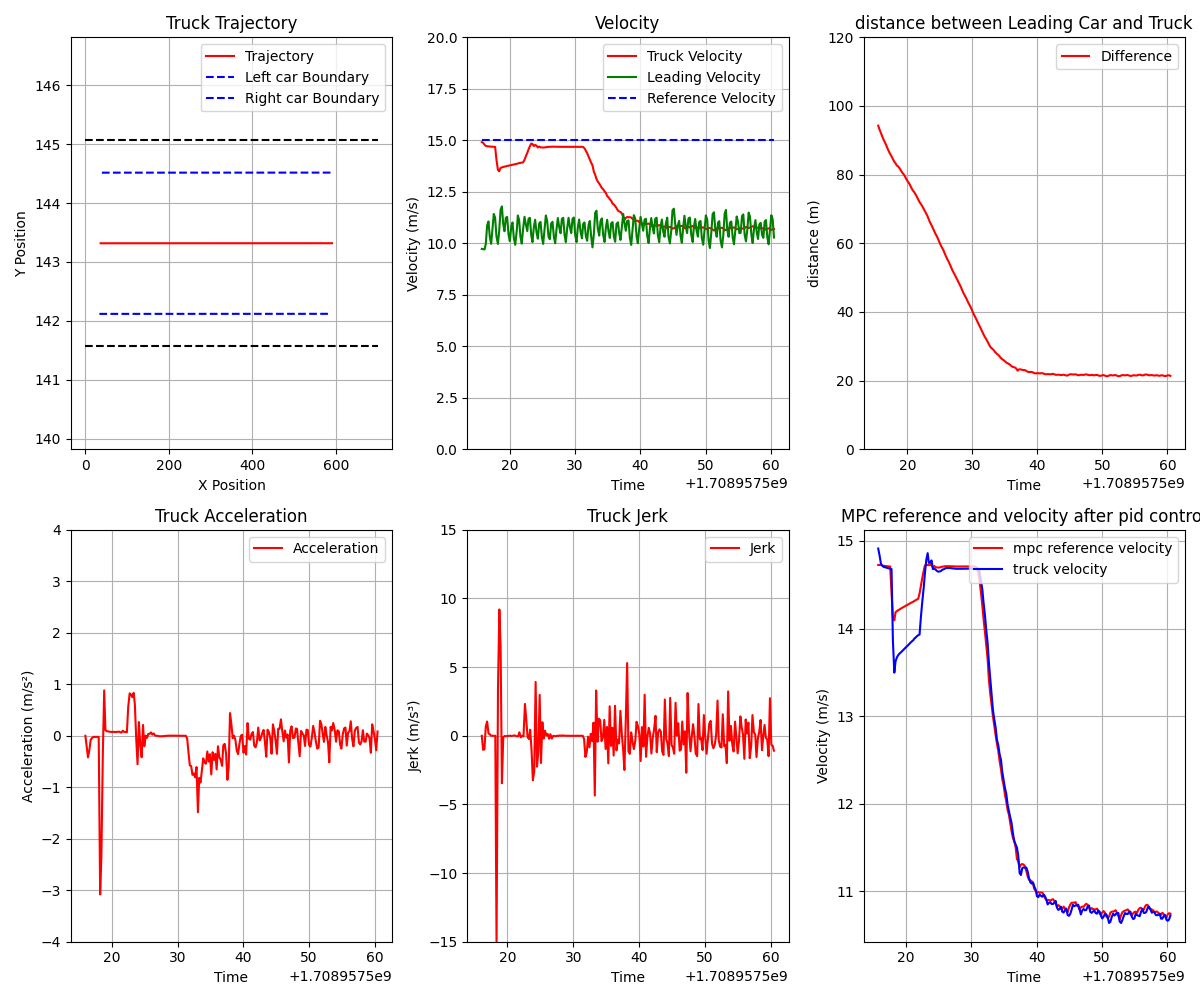 Truck Trajectory
Trajectory
Left car Boundary
Right car Boundary
146
145
144
143
142
141
140
Y Position
0
200
400
600
X Position
Velocity
Truck Velocity
Leading Velocity
Reference Velocity
20.0
17.5
15.0
12.5
10.0
7.5
5.0
2.5
0.0
Velocity (m/s)
20
30
40
50
60
Time
+1.7089575e9
distance between Leading Car and Truck
Difference
120
100
80
60
40
20
0
distance (m)
20
30
40
50
60
Time
+1.7089575e9
Truck Acceleration
Acceleration
4
3
2
1
0
−1
−2
−3
−4
Acceleration (m/s²)
20
30
40
50
60
Time
+1.7089575e9
Truck Jerk
Jerk
15
10
5
0
−5
−10
−15
Jerk (m/s³)
20
30
40
50
60
Time
+1.7089575e9
MPC reference and velocity after pid contro
mpc reference velocity
truck velocity
15
14
13
12
11
Velocity (m/s)
20
30
40
50
60
Time
+1.7089575e9